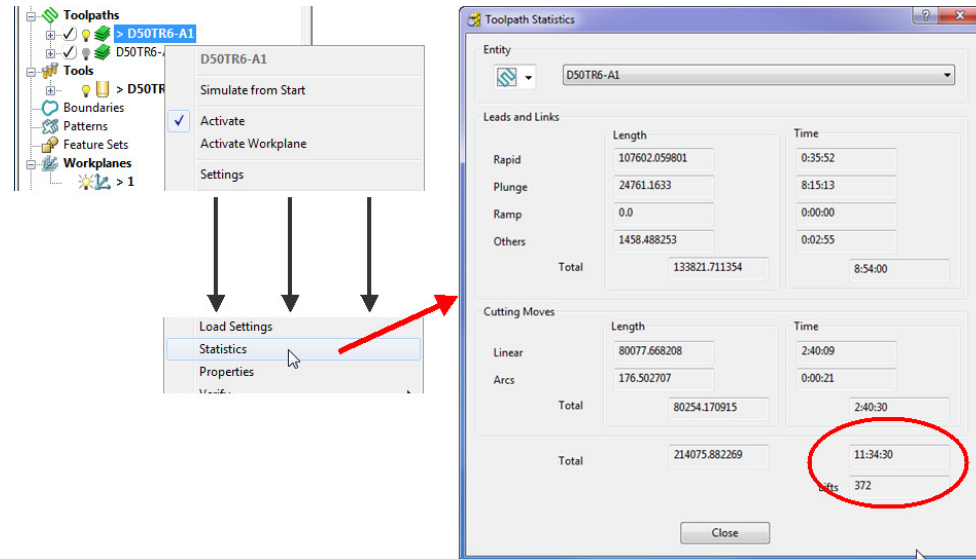 Toolpaths
> D50TR6-A1
D50TR6-
Tools
> D50TR
Boundaries
Patterns
Feature Sets
Workplanes
> 1
D50TR6-A1
Simulate from Start
Activate
Activate Workplane
Settings
Load Settings
Statistics
Properties
Verify
Toolpath Statistics
Entity
D50TR6-A1
Leads and Links
Length Time
Rapid 107602.059801 0:35:52
Plunge 24761.1633 8:15:13
Ramp 0.0 0:00:00
Others 1458.488253 0:02:55
Total 133821.711354 8:54:00
Cutting Moves
Length Time
Linear 80077.668208 2:40:09
Arcs 176.502707 0:00:21
Total 80254.170915 2:40:30
Total 214075.882269 11:34:30
Lifts 372
Close